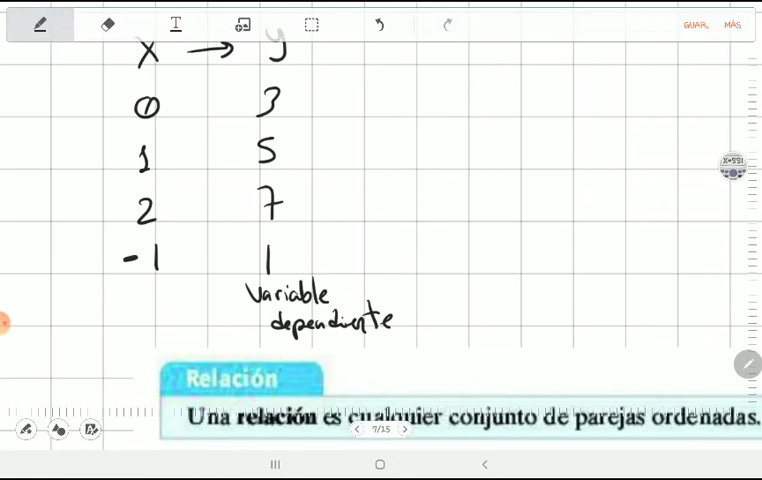 T GUAR. MÁS
x → y
0 3
1 5
2 7
-1 1
Variable
dependiente
Relación
Una relación es cualquier conjunto de parejas ordenadas.
< 7/15 >